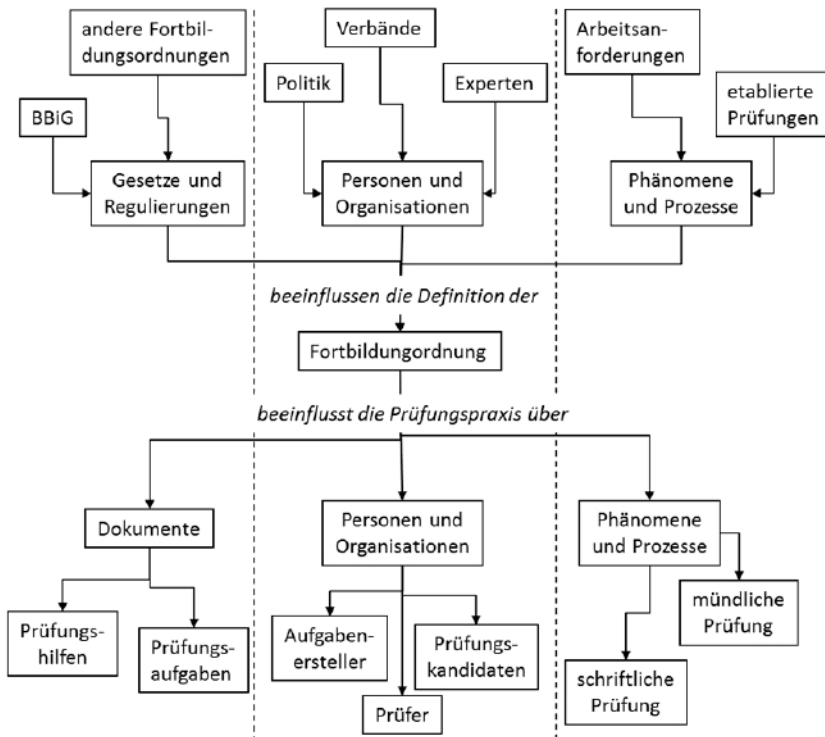 andere Fortbil-
dungsordnungen
BBiG
Gesetze und
Regulierungen
Verbände
Politik
Experten
Personen und
Organisationen
Arbeitsan-
forderungen
etablierte
Prüfungen
Phänomene
und Prozesse
beeinflussen die Definition der
Fortbildungordnung
beeinflusst die Prüfungspraxis über
Dokumente
Prüfungs-
hilfen
Prüfungs-
aufgaben
Personen und
Organisationen
Aufgaben-
ersteller
Prüfungs-
kandidaten
Prüfer
Phänomene
und Prozesse
mündliche
Prüfung
schriftliche
Prüfung